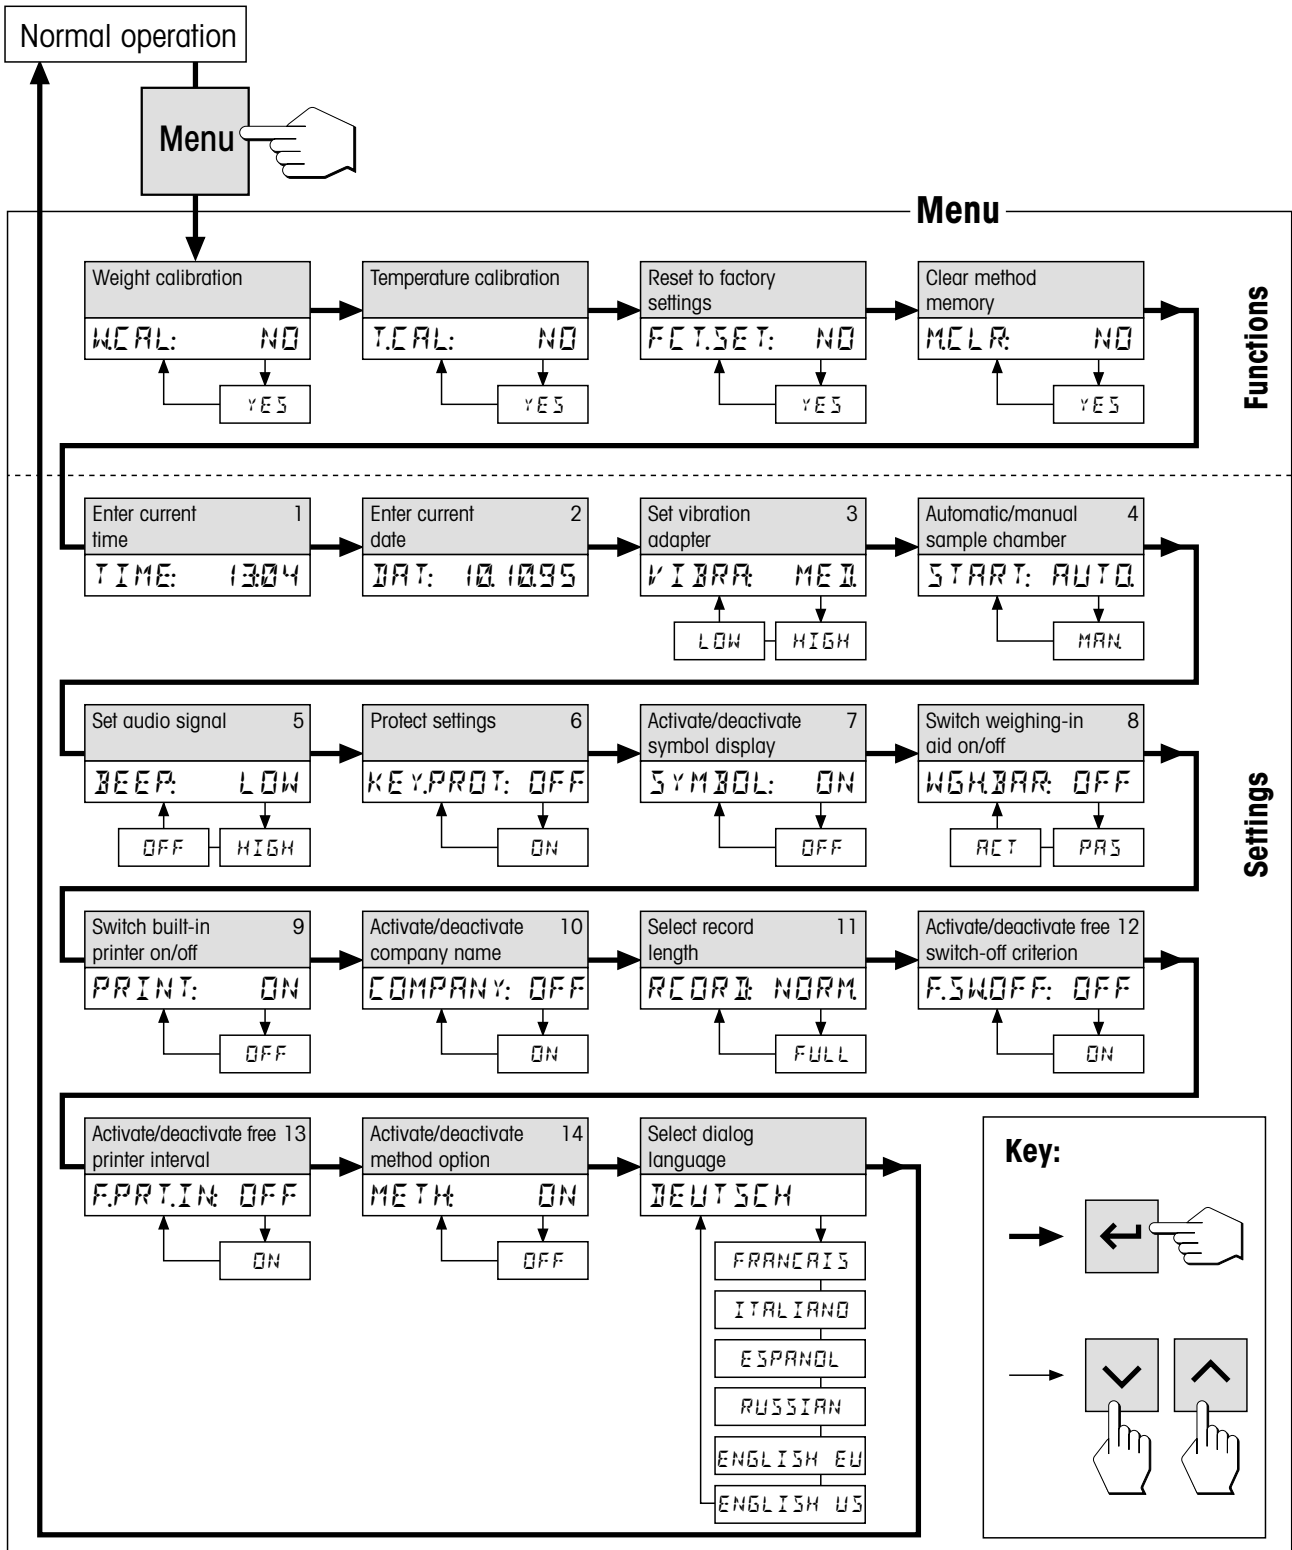 Normal operation
Menu
Menu
Functions
Weight calibration
W.CAL: NO
YES
Temperature calibration
T.CAL: NO
YES
Reset to factory
settings
FCT.SET: NO
YES
Clear method
memory
M.CLR: NO
YES
Settings
Enter current 1
time
TIME: 13:04
Enter current 2
date
DAT: 10.10.95
Set vibration 3
adapter
VIBRA: MED.
LOW HIGH
Automatic/manual 4
sample chamber
START: AUTO.
MAN.
Set audio signal 5
BEEP: LOW
OFF HIGH
Protect settings 6
KEY.PROT: OFF
ON
Activate/deactivate 7
symbol display
SYMBOL: ON
OFF
Switch weighing-in 8
aid on/off
WGH.BAR: OFF
ACT PAS
Switch built-in 9
printer on/off
PRINT: ON
OFF
Activate/deactivate 10
company name
COMPANY: OFF
ON
Select record 11
length
RCORD: NORM.
FULL
Activate/deactivate free 12
switch-off criterion
F.SW.OFF: OFF
ON
Activate/deactivate free 13
printer interval
F.PRT.IN: OFF
ON
Activate/deactivate 14
method option
METH: ON
OFF
Select dialog
language
DEUTSCH
FRANCAIS
ITALIANO
ESPANOL
RUSSIAN
ENGLISH EU
ENGLISH US
Key: